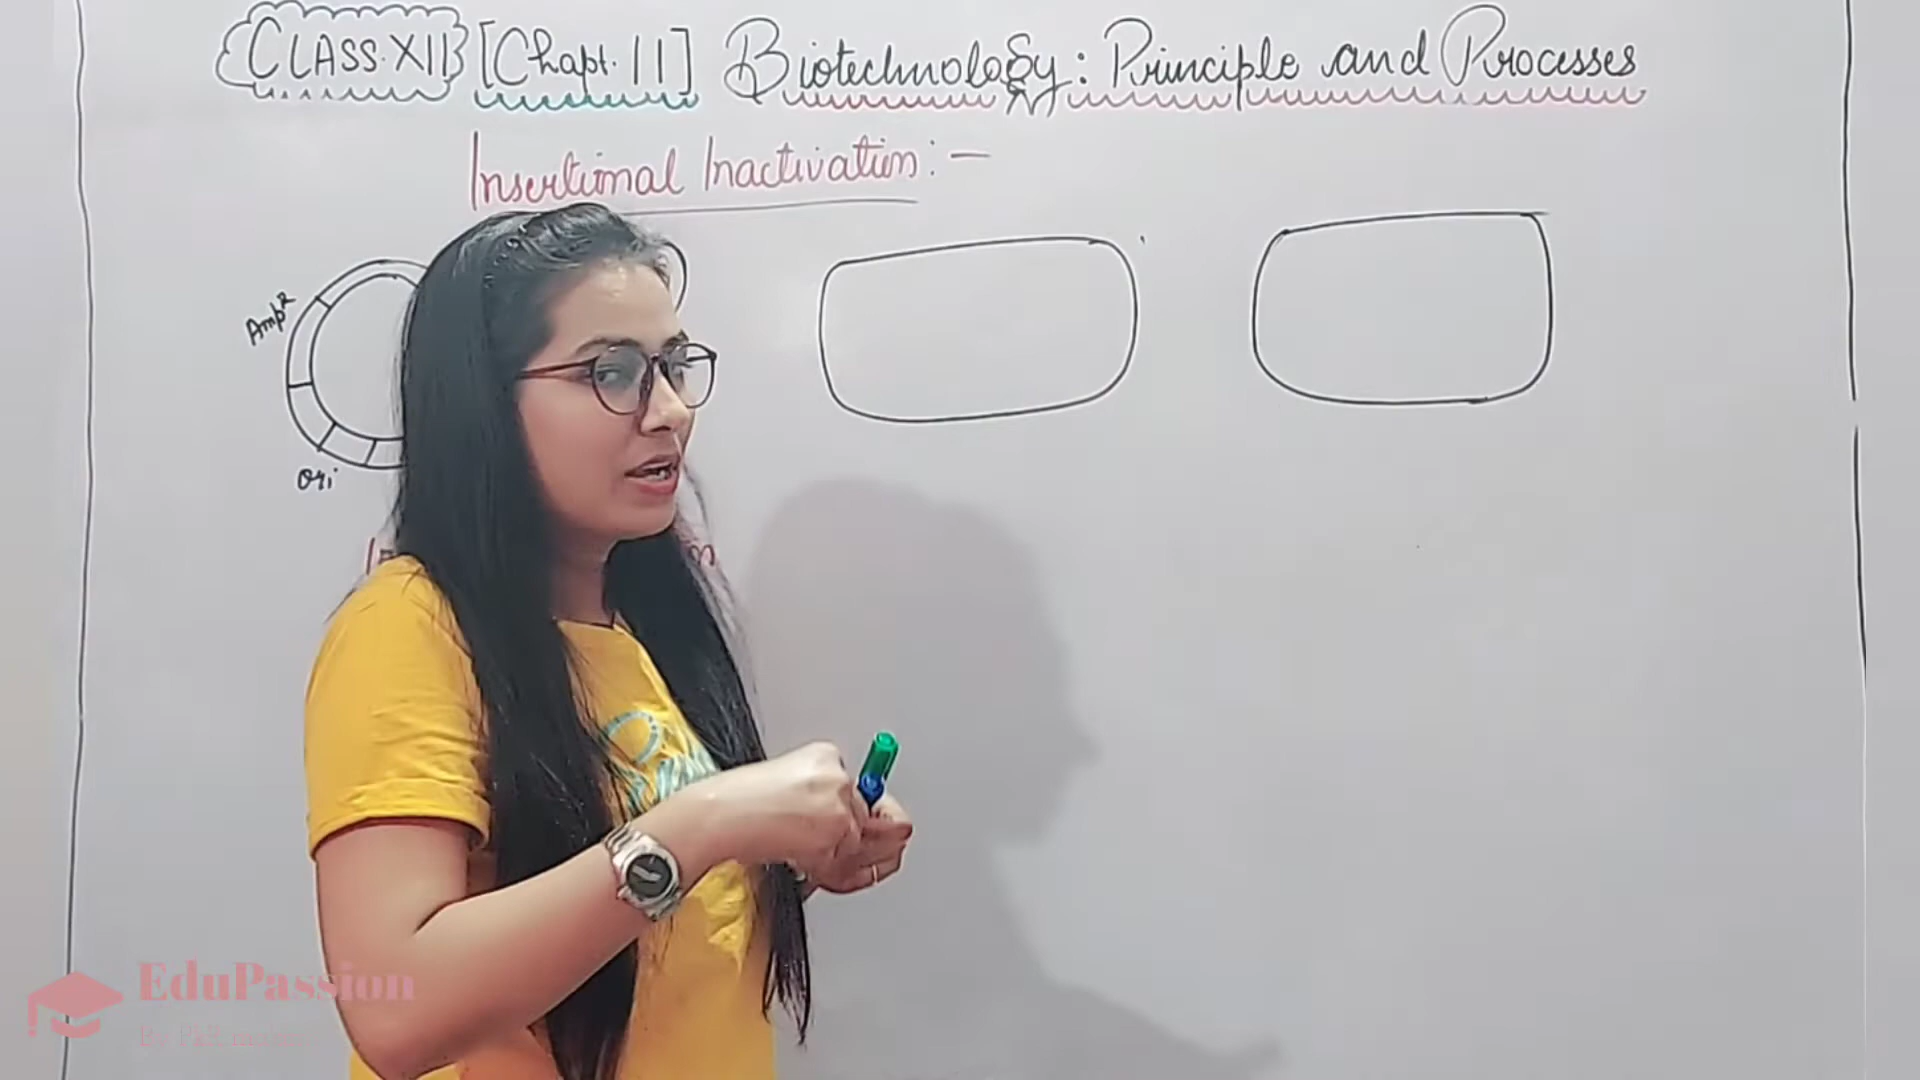 CLASS.XII [Chapt. 11] Biotechnology: Principle and Processes
Insertional Inactivation:-
Amp^R
Ori
EduPassion